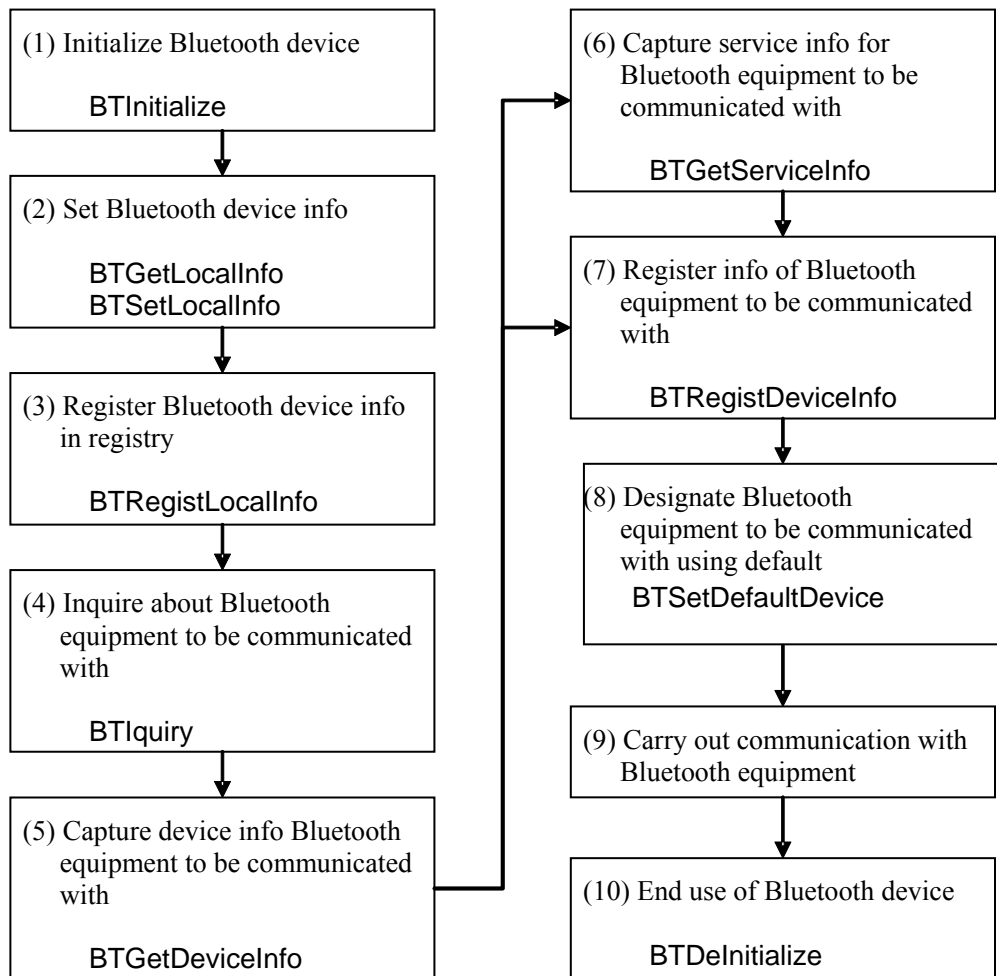 (1) Initialize Bluetooth device
BTInitialize
(2) Set Bluetooth device info
BTGetLocalInfo
BTSetLocalInfo
(3) Register Bluetooth device info
in registry
BTRegistLocalInfo
(4) Inquire about Bluetooth
equipment to be communicated
with
BTIquiry
(5) Capture device info Bluetooth
equipment to be communicated
with
BTGetDeviceInfo
(6) Capture service info for
Bluetooth equipment to be
communicated with
BTGetServiceInfo
(7) Register info of Bluetooth
equipment to be communicated
with
BTRegistDeviceInfo
(8) Designate Bluetooth
equipment to be communicated
with using default
BTSetDefaultDevice
(9) Carry out communication with
Bluetooth equipment
(10) End use of Bluetooth device
BTDeInitialize